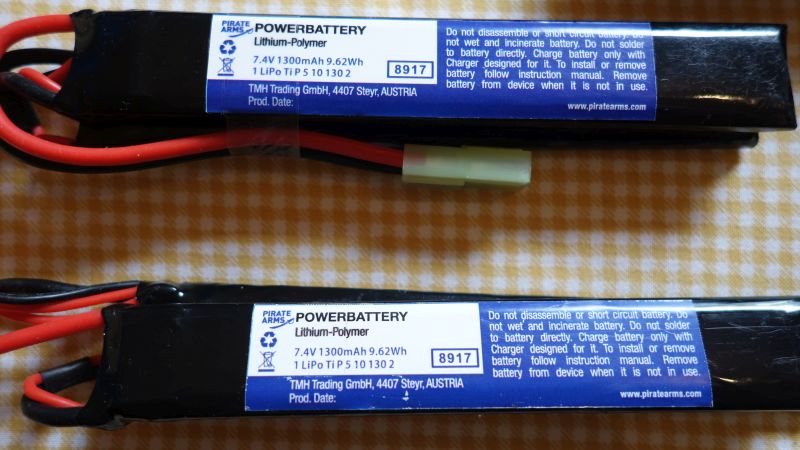 PIRATE ARMS
POWERBATTERY
Lithium-Polymer
7.4V 1300mAh 9.62Wh
1 LiPo Ti P 5 10 130 2
8917
TMH Trading GmbH, 4407 Steyr, AUSTRIA
Prod. Date:
Do not disassemble or short circuit battery. Do
not wet and incinerate battery. Do not solder
to battery directly. Charge battery only with
Charger designed for it. To install or remove
battery follow instruction manual. Remove
battery from device when it is not in use.
www.piratearms.com
PIRATE ARMS
POWERBATTERY
Lithium-Polymer
7.4V 1300mAh 9.62Wh
1 LiPo Ti P 5 10 130 2
8917
TMH Trading GmbH, 4407 Steyr, AUSTRIA
Prod. Date:
Do not disassemble or short circuit battery. Do
not wet and incinerate battery. Do not solder
to battery directly. Charge battery only with
Charger designed for it. To install or remove
battery follow instruction manual. Remove
battery from device when it is not in use.
www.piratearms.com